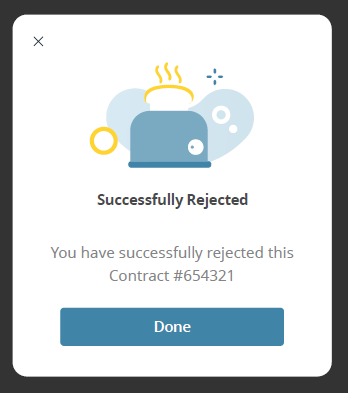 Successfully Rejected
You have successfully rejected this
Contract #654321
Done